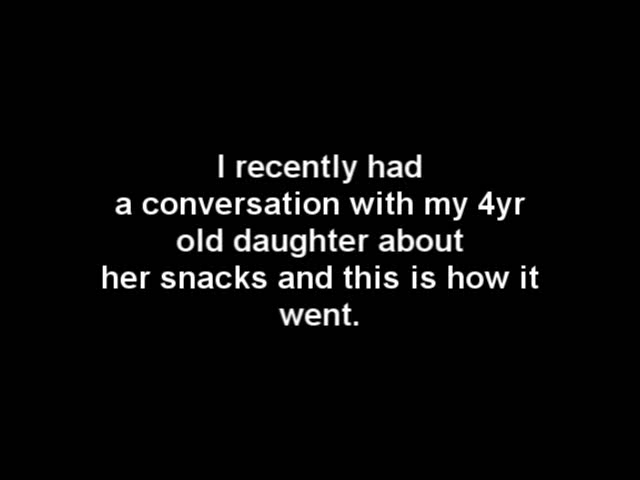 I recently had
a conversation with my 4yr
old daughter about
her snacks and this is how it
went.